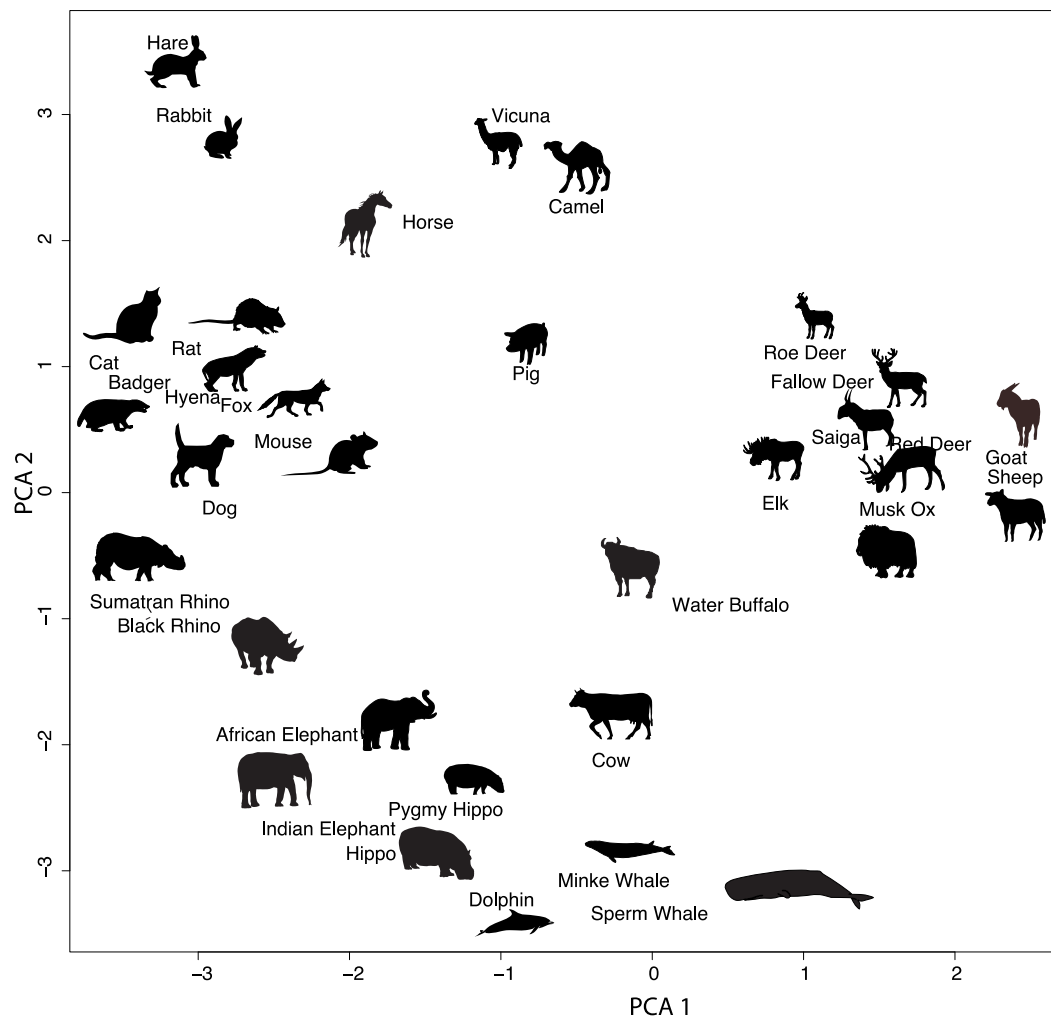 Hare
Rabbit
Vicuna
Camel
Horse
Cat
Rat
Badger
Hyena
Fox
Mouse
Dog
Pig
Roe Deer
Fallow Deer
Saiga
Red Deer
Goat
Sheep
Elk
Musk Ox
Sumatran Rhino
Black Rhino
Water Buffalo
African Elephant
Cow
Pygmy Hippo
Indian Elephant
Hippo
Minke Whale
Dolphin
Sperm Whale
PCA 2
3
2
1
0
−1
−2
−3
−3
−2
−1
0
1
2
PCA 1